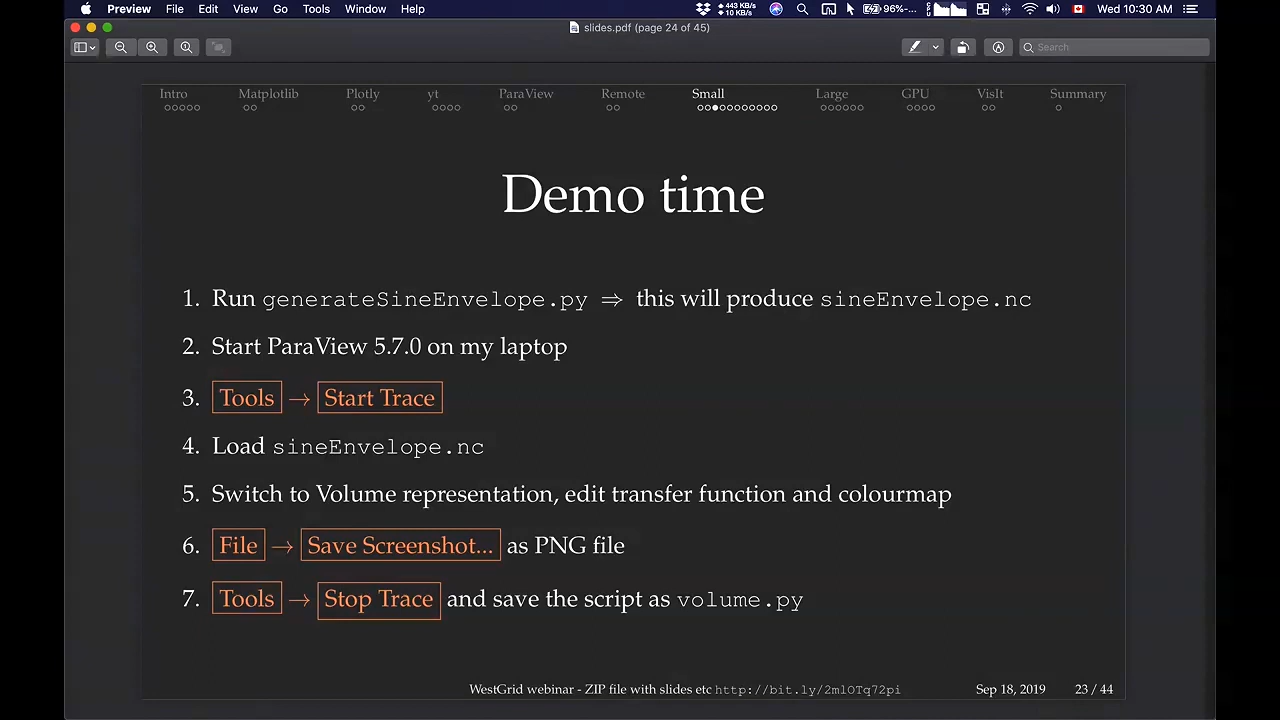 Preview File Edit View Go Tools Window Help 443 KB/s 10 KB/s 96%... Wed 10:30 AM
slides.pdf (page 24 of 45)
Search
Intro Matplotlib Plotly yt ParaView Remote Small Large GPU VisIt Summary
Demo time
1. Run generateSineEnvelope.py ⇒ this will produce sineEnvelope.nc
2. Start ParaView 5.7.0 on my laptop
3. Tools → Start Trace
4. Load sineEnvelope.nc
5. Switch to Volume representation, edit transfer function and colourmap
6. File → Save Screenshot... as PNG file
7. Tools → Stop Trace and save the script as volume.py
WestGrid webinar - ZIP file with slides etc http://bit.ly/2mlOTq72pi Sep 18, 2019 23 / 44